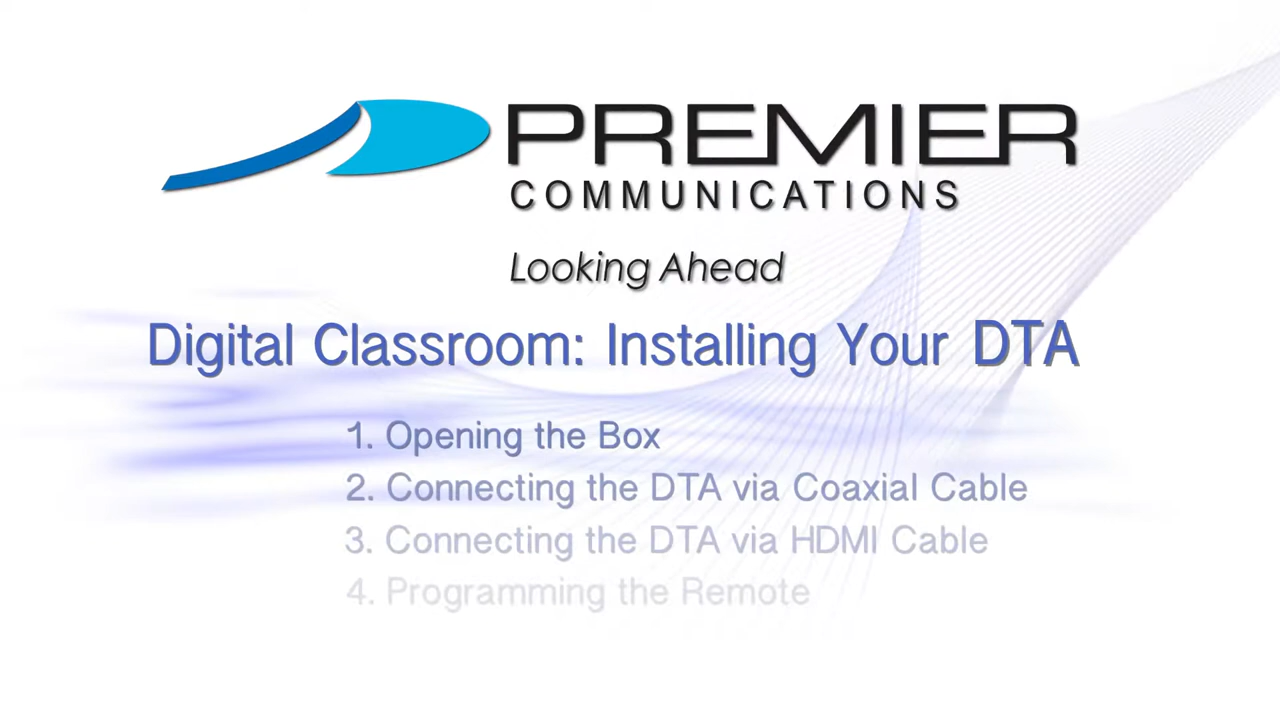 PREMIER
COMMUNICATIONS
Looking Ahead
Digital Classroom: Installing Your DTA
1. Opening the Box
2. Connecting the DTA via Coaxial Cable
3. Connecting the DTA via HDMI Cable
4. Programming the Remote